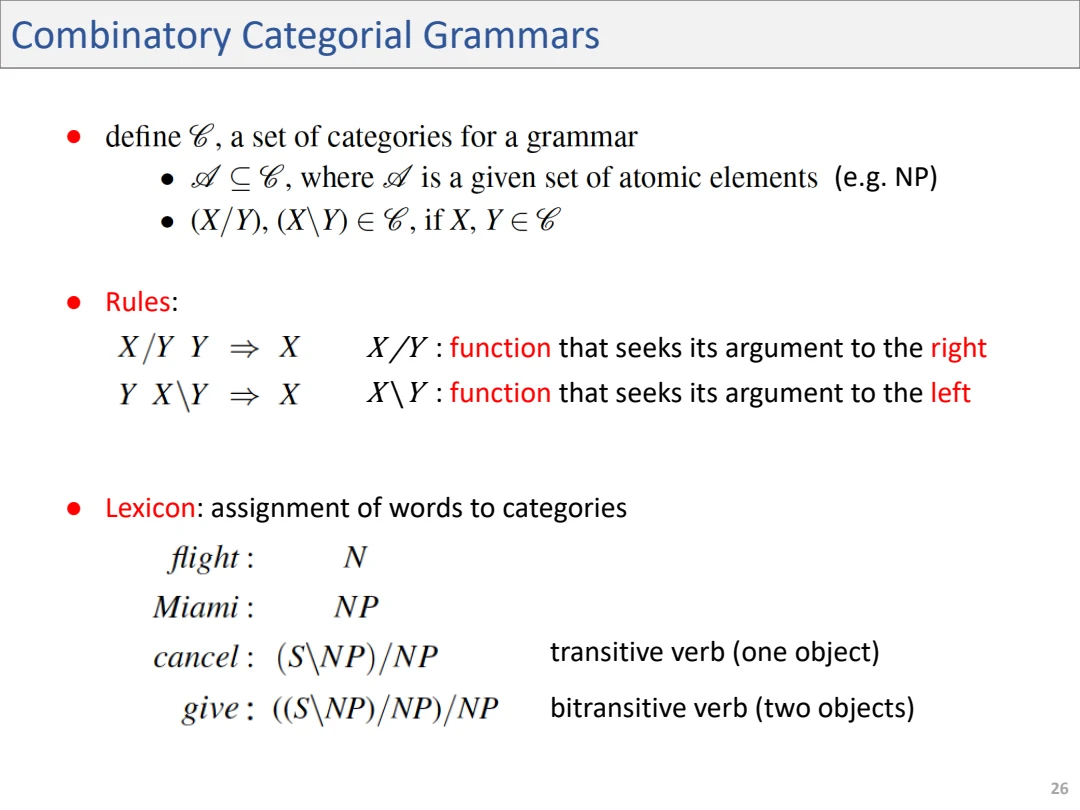 Combinatory Categorial Grammars
● define 𝒞, a set of categories for a grammar
● 𝒜 ⊆ 𝒞, where 𝒜 is a given set of atomic elements (e.g. NP)
● (X/Y), (X\Y) ∈ 𝒞, if X, Y ∈ 𝒞
● Rules:
X/Y Y ⇒ X X/Y : function that seeks its argument to the right
Y X\Y ⇒ X X\Y : function that seeks its argument to the left
● Lexicon: assignment of words to categories
flight : N
Miami : NP
cancel : (S\NP)/NP transitive verb (one object)
give : ((S\NP)/NP)/NP bitransitive verb (two objects)
26